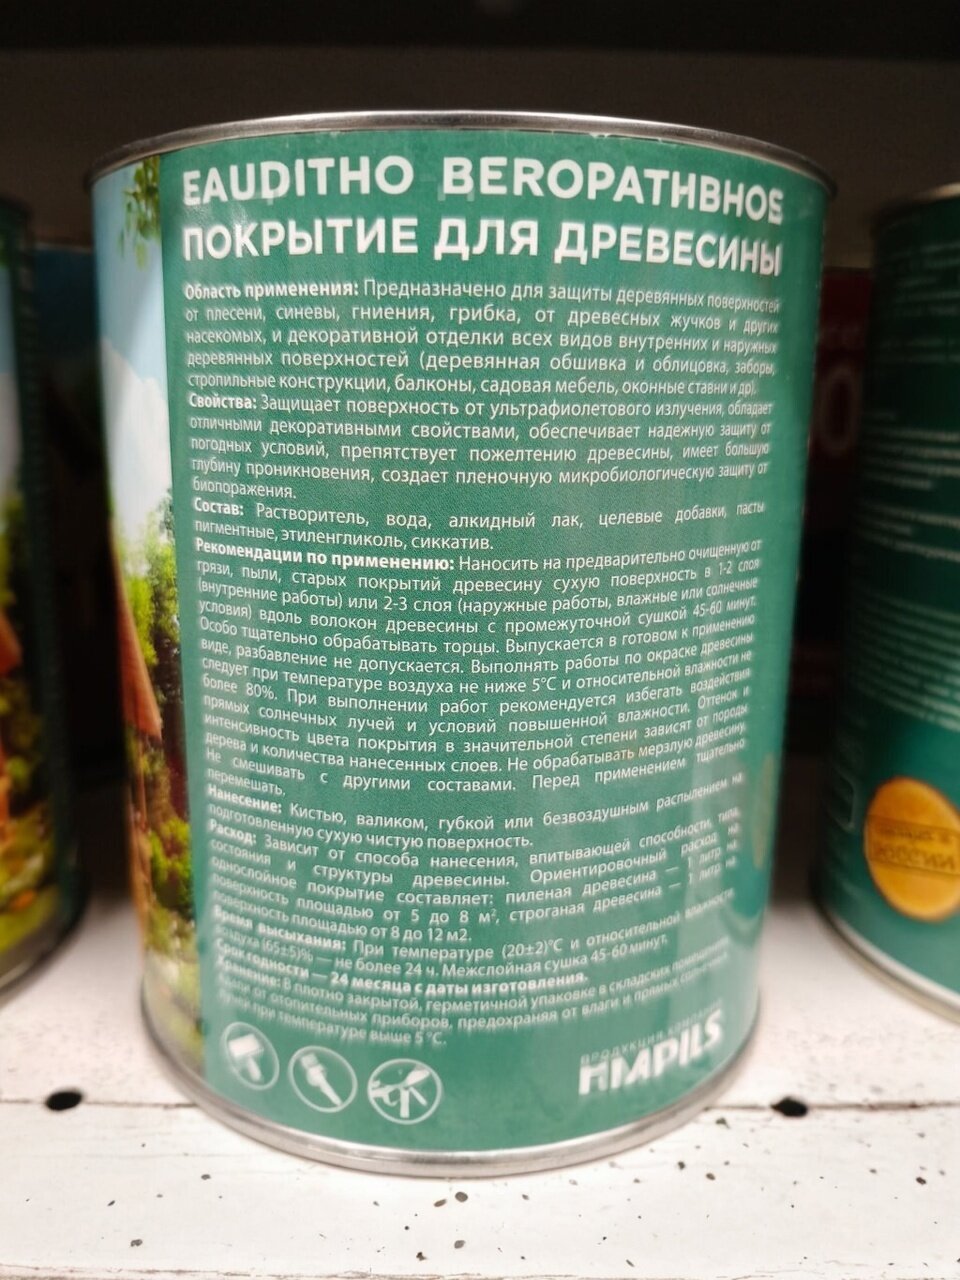 EAUDITHO ВЕROPATИВНОЕ
ПОКРЫТИЕ ДЛЯ ДРЕВЕСИНЫ
Область применения: Предназначено для защиты деревянных поверхностей
от плесени, синевы, гниения, грибка, от древесных жучков и других
насекомых, и декоративной отделки всех видов внутренних и наружных
деревянных поверхностей (деревянная обшивка и облицовка, заборы,
стропильные конструкции, балконы, садовая мебель, оконные ставни и др).
Свойства: Защищает поверхность от ультрафиолетового излучения, обладает
отличными декоративными свойствами, обеспечивает надежную защиту от
погодных условий, препятствует пожелтению древесины, имеет большую
глубину проникновения, создает пленочную микробиологическую защиту от
биопоражения.
Состав: Растворитель, вода, алкидный лак, целевые добавки, пасты
пигментные, этиленгликоль, сиккатив.
Рекомендации по применению: Наносить на предварительно очищенную от
грязи, пыли, старых покрытий древесину сухую поверхность в 1-2 слоя
(внутренние работы) или 2-3 слоя (наружные работы, влажные или солнечные
условия) вдоль волокон древесины с промежуточной сушкой 45-60 минут.
Особо тщательно обрабатывать торцы. Выпускается в готовом к применению
виде, разбавление не допускается. Выполнять работы по окраске древесины
следует при температуре воздуха не ниже 5°C и относительной влажности не
более 80%. При выполнении работ рекомендуется избегать воздействия
прямых солнечных лучей и условий повышенной влажности. Оттенок и
интенсивность цвета покрытия в значительной степени зависят от породы
дерева и количества нанесенных слоев. Не обрабатывать мерзлую древесину.
Не смешивать с другими составами. Перед применением тщательно
перемешать.
Нанесение: Кистью, валиком, губкой или безвоздушным распылением на
подготовленную сухую чистую поверхность.
Расход: Зависит от способа нанесения, впитывающей способности, типа,
состояния и структуры древесины. Ориентировочный расход на
однослойное покрытие составляет: пиленая древесина — 1 литр на
поверхность площадью от 5 до 8 м², строганая древесина — 1 литр на
поверхность площадью от 8 до 12 м2.
Время высыхания: При температуре (20±2)°C и относительной влажности
воздуха (65±5)% — не более 24 ч. Межслойная сушка 45-60 минут.
Срок годности — 24 месяца с даты изготовления.
Хранение: В плотно закрытой, герметичной упаковке в складских помещениях
вдали от отопительных приборов, предохраняя от влаги и прямых солнечных
лучей при температуре выше 5 °C.
ПРОДУКЦИЯ КОМПАНИИ
HIMPILS